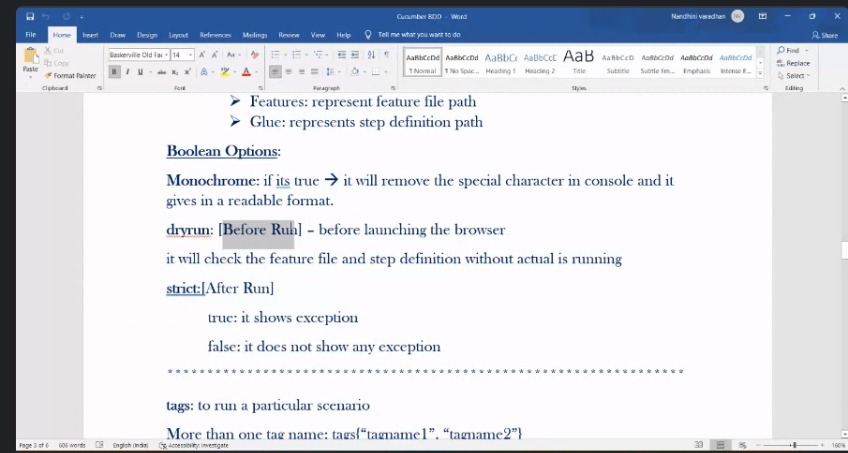 Cucumber BDD - Word
Nandhini varadhan
File Home Insert Draw Design Layout References Mailings Review View Help Tell me what you want to do
Share
Paste
Cut
Copy
Format Painter
Baskerville Old Fac 14
AaBbCcDd AaBbCcDd AaBbCc AaBbCcC AaB AaBbCcD AaBbCcDd AaBbCcDd AaBbCcDd
¶ Normal ¶ No Spac... Heading 1 Heading 2 Title Subtitle Subtle Em... Emphasis Intense E...
Find
Replace
Select
Clipboard Font Paragraph Styles Editing
➢ Features: represent feature file path
➢ Glue: represents step definition path
Boolean Options:
Monochrome: if its true → it will remove the special character in console and it
gives in a readable format.
dryrun: [Before Run] – before launching the browser
it will check the feature file and step definition without actual is running
strict:[After Run]
true: it shows exception
false: it does not show any exception
tags: to run a particular scenario
More than one tag name: tags{“tagname1”, “tagname2”}
Page 3 of 6 606 words English (India) Accessibility: Investigate
160%